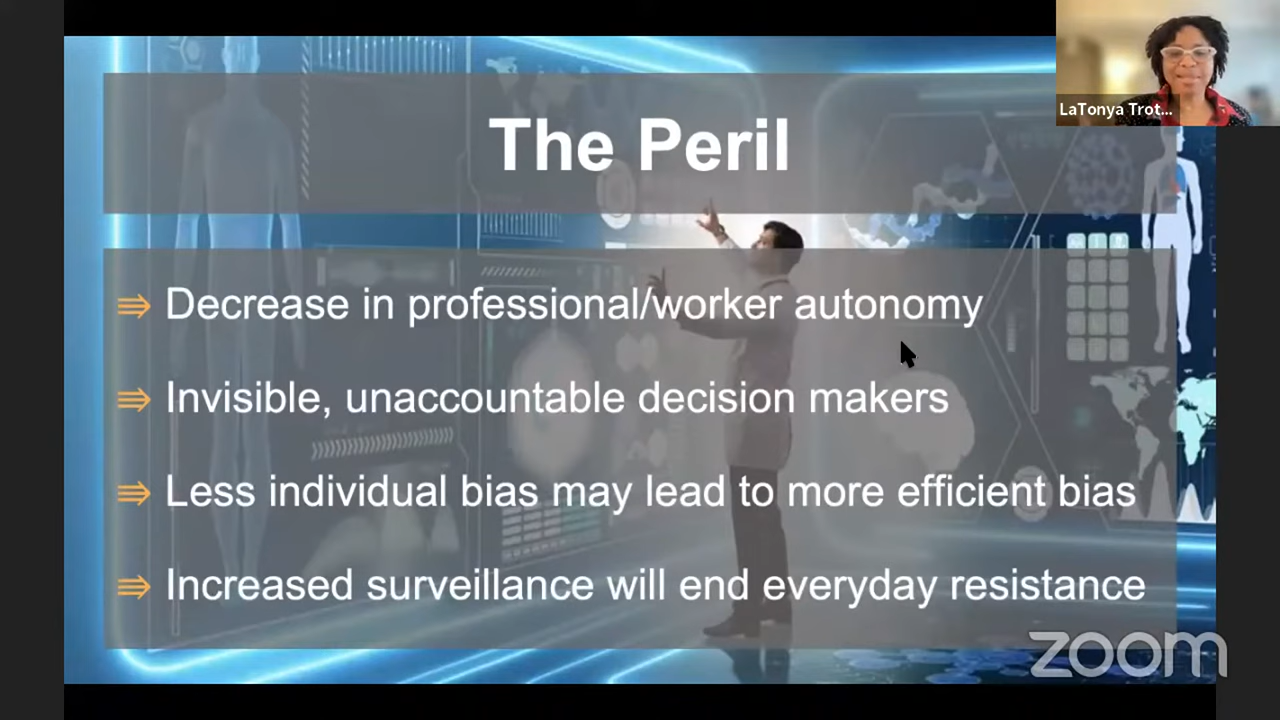 LaTonya Trot...
The Peril
⇛ Decrease in professional/worker autonomy
⇛ Invisible, unaccountable decision makers
⇛ Less individual bias may lead to more efficient bias
⇛ Increased surveillance will end everyday resistance
zoom